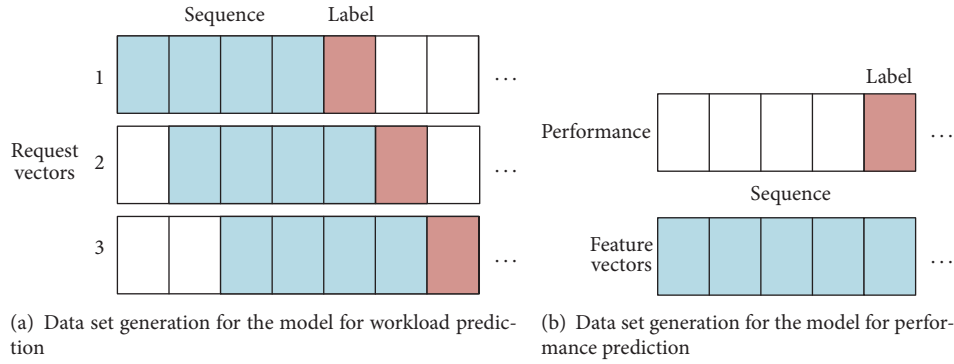 Sequence Label
1 ...
Request
vectors
2 ...
3 ...
(a) Data set generation for the model for workload predic-
tion
Label
Performance ...
Sequence
Feature
vectors ...
(b) Data set generation for the model for perfor-
mance prediction